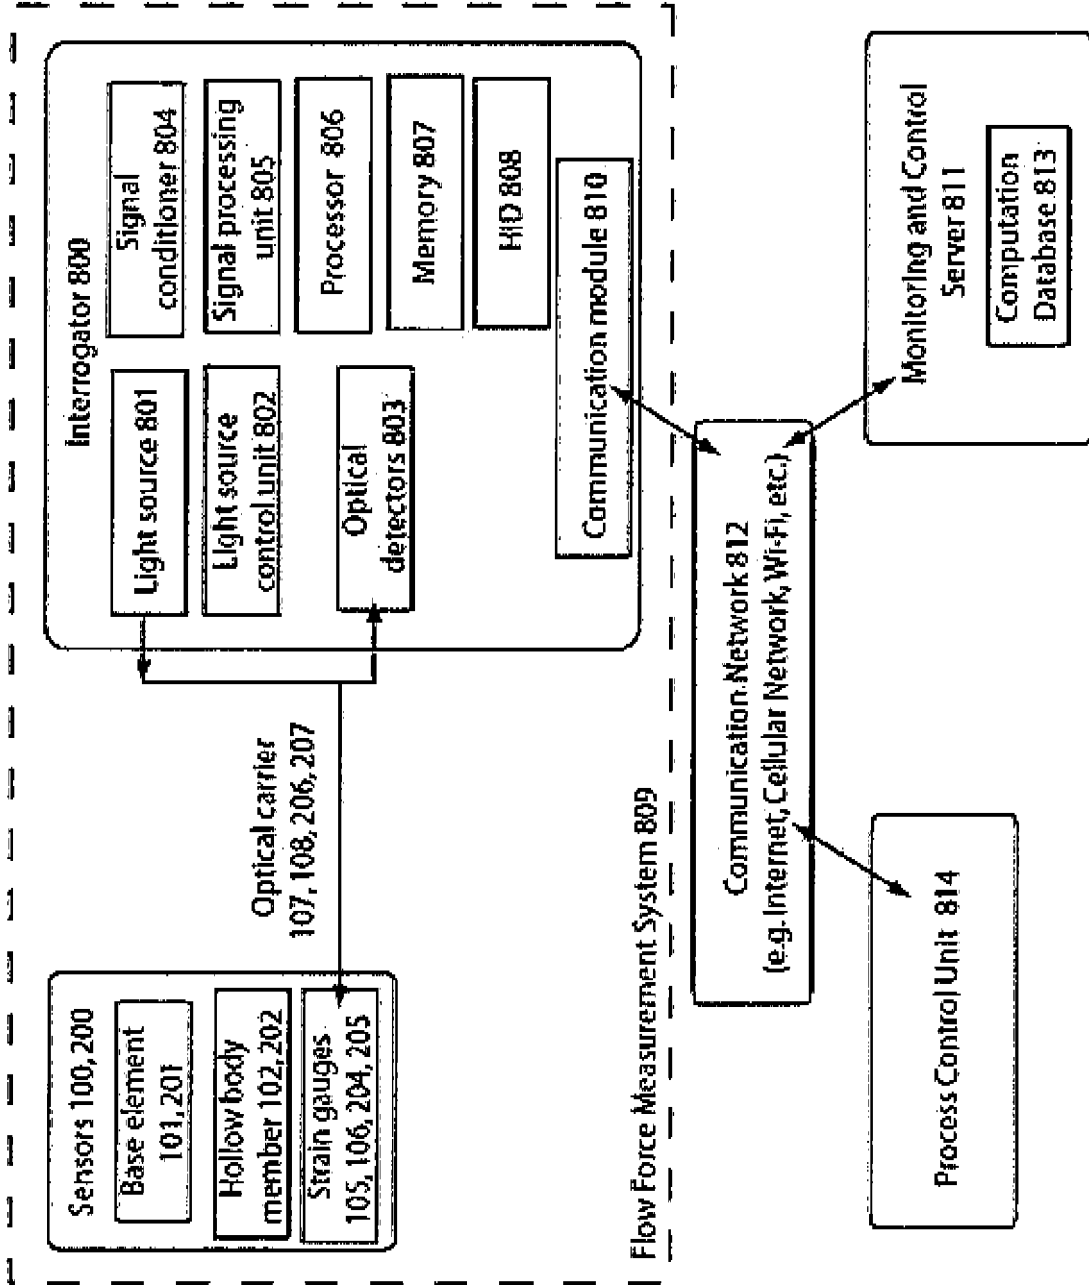 Sensors 100, 200
Base element
101, 201
Hollow body
member 102, 202
Strain gauges
105, 106, 204, 205
Optical carrier
107, 108, 206, 207
Interrogator 800
Light source 801
Light source
control unit 802
Optical
detectors 803
Signal
conditioner 804
Signal processing
unit 805
Processor 806
Memory 807
HID 808
Communication module 810
Flow Force Measurement System 809
Communication Network 812
(e.g. Internet, Cellular Network, Wi-Fi, etc.)
Process Control Unit 814
Monitoring and Control
Server 811
Computation
Database 813